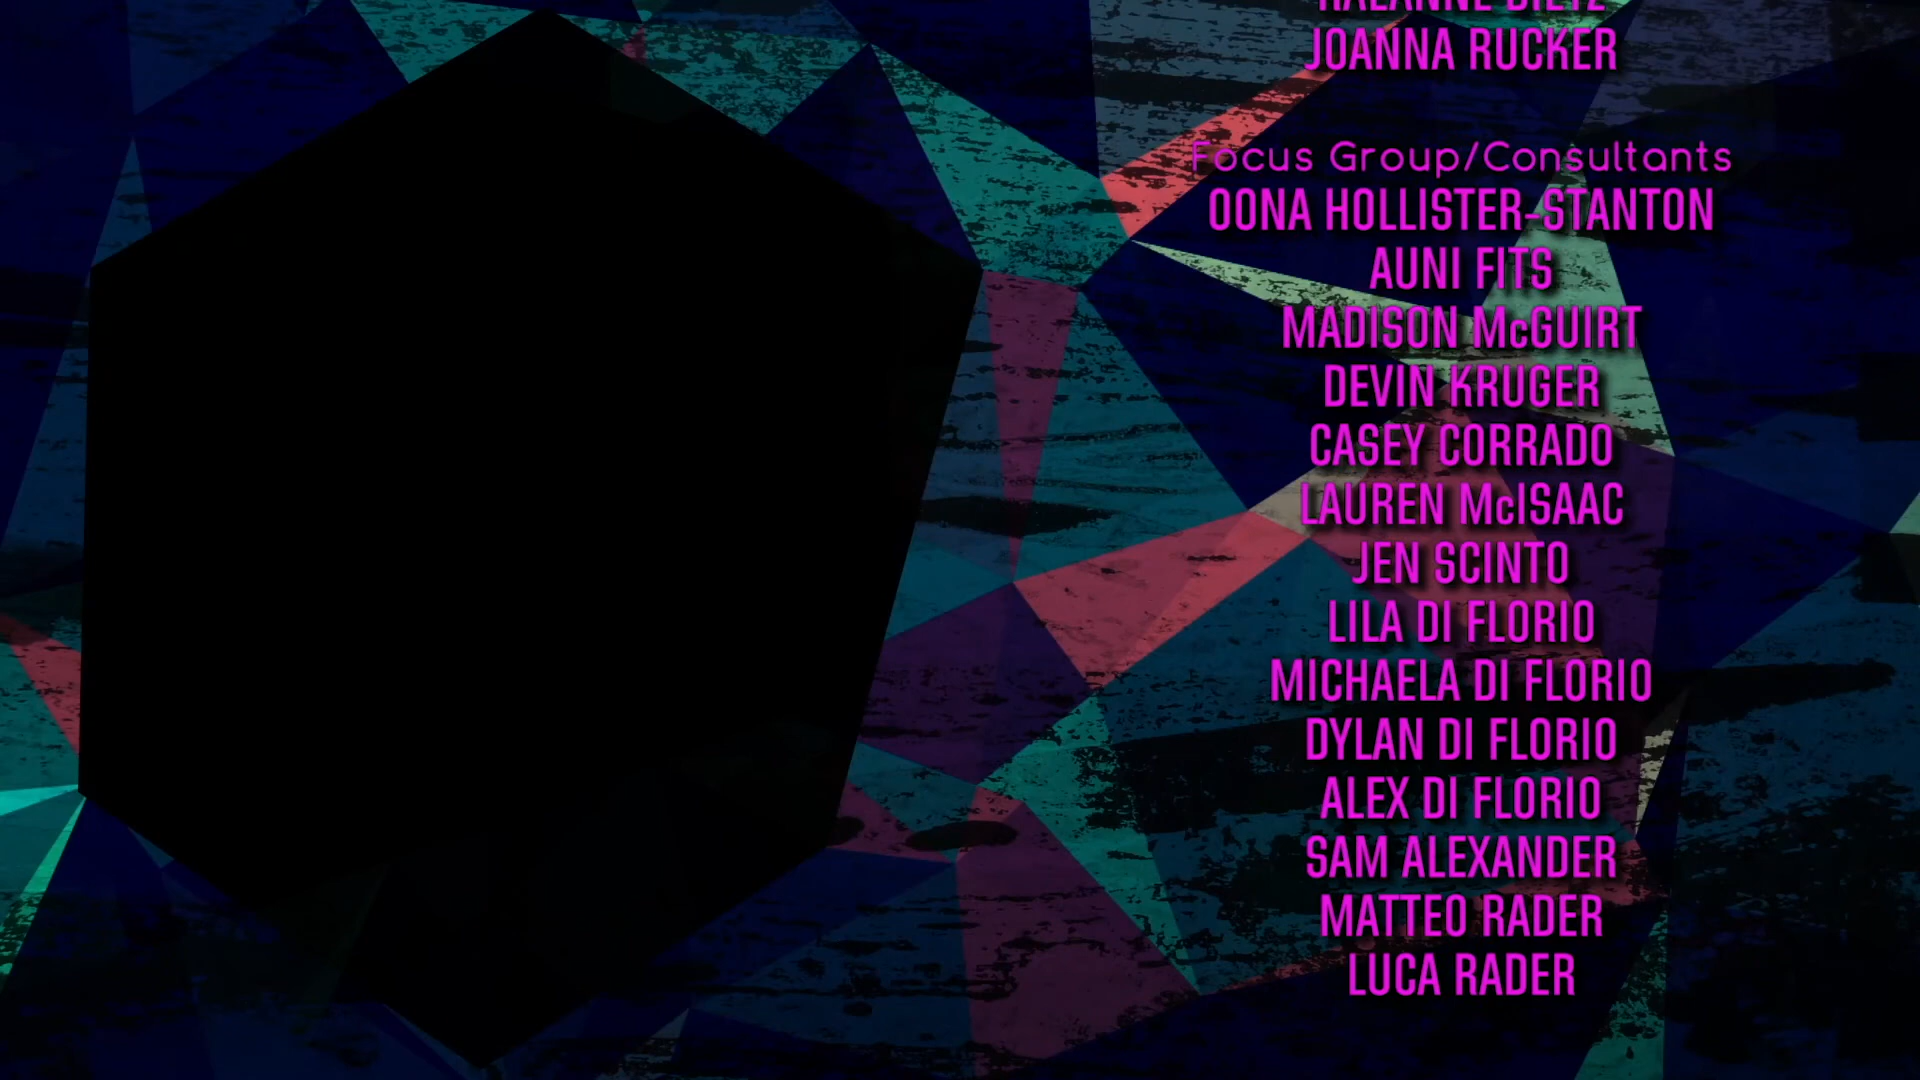 JOANNA RUCKER
Focus Group/Consultants
OONA HOLLISTER-STANTON
AUNI FITS
MADISON McGUIRT
DEVIN KRUGER
CASEY CORRADO
LAUREN McISAAC
JEN SCINTO
LILA DI FLORIO
MICHAELA DI FLORIO
DYLAN DI FLORIO
ALEX DI FLORIO
SAM ALEXANDER
MATTEO RADER
LUCA RADER